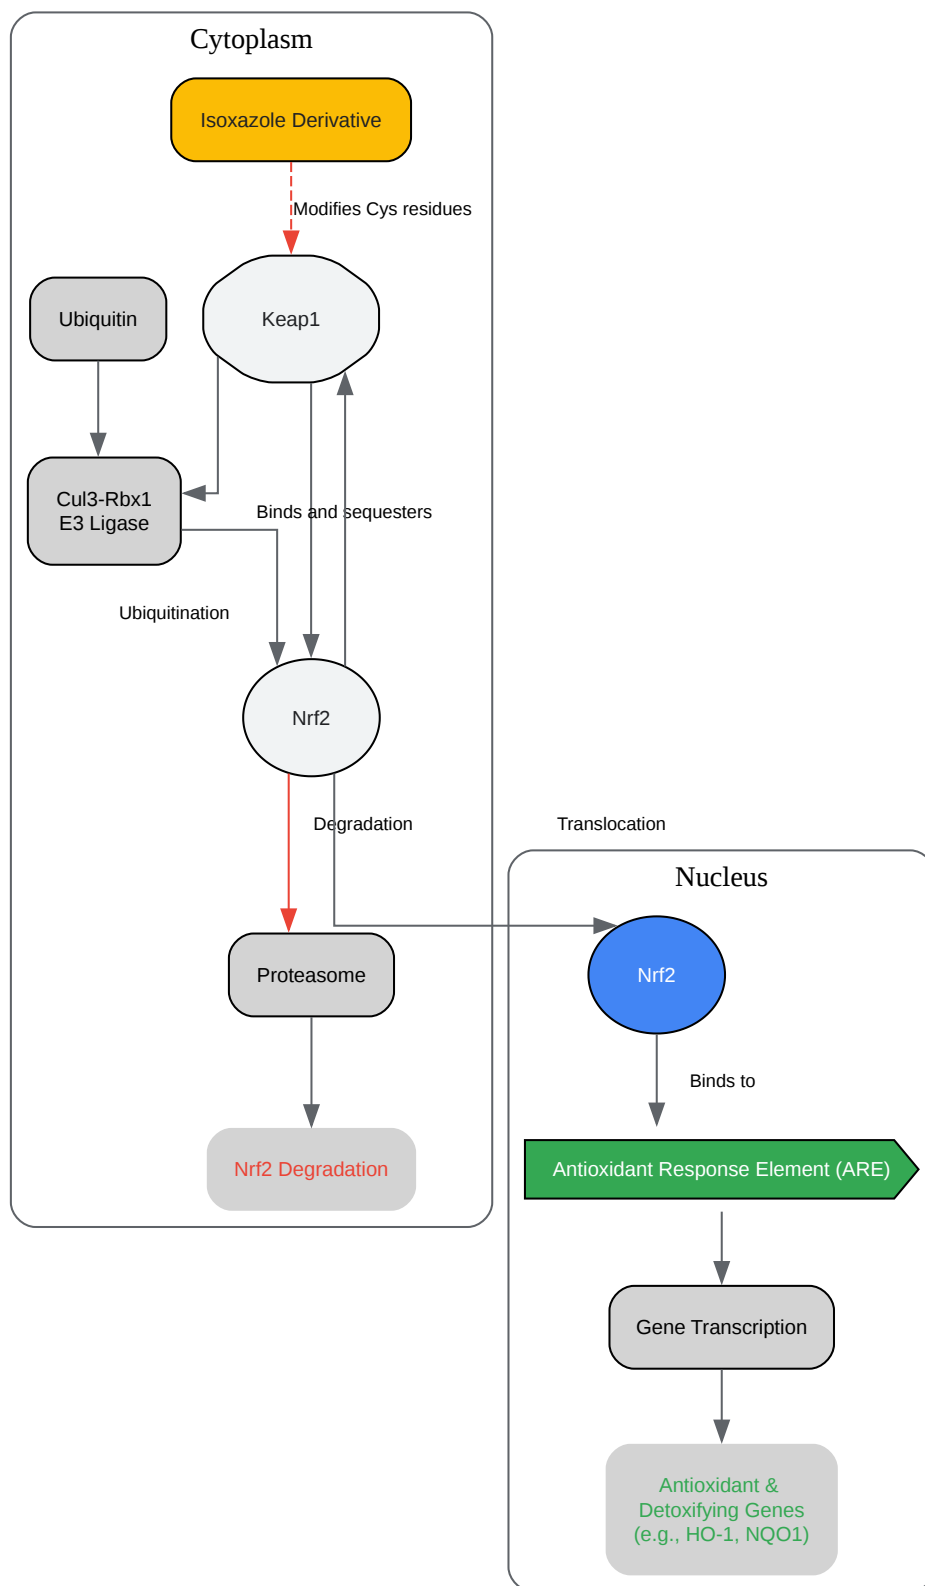 Cytoplasm
Isoxazole Derivative
Modifies Cys residues
Keap1
Ubiquitin
Cul3-Rbx1
E3 Ligase
Binds and sequesters
Ubiquitination
Nrf2
Degradation
Translocation
Nucleus
Proteasome
Nrf2
Binds to
Nrf2 Degradation
Antioxidant Response Element (ARE)
Gene Transcription
Antioxidant &
Detoxifying Genes
(e.g., HO-1, NQO1)